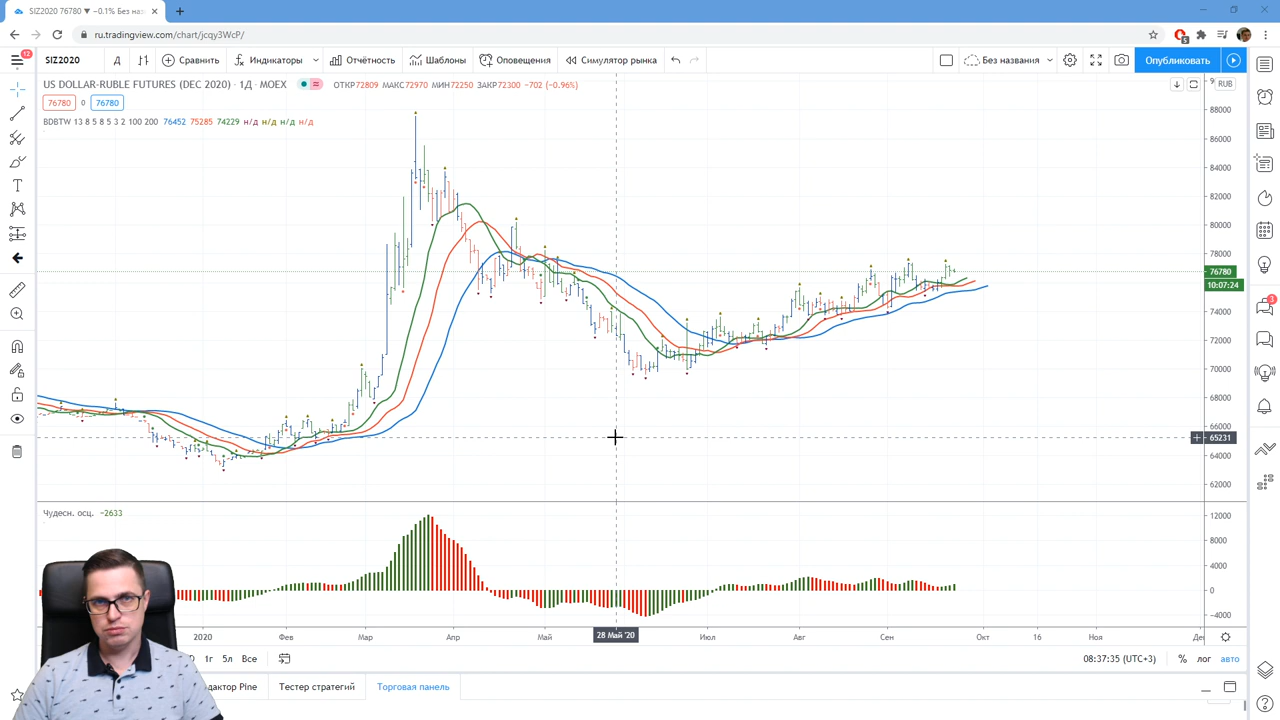 SIZ2020 76780 ▼ −0.1% Без наз
ru.tradingview.com/chart/jcqy3WcP/
12
SIZ2020 Д Сравнить Индикаторы Отчётность Шаблоны Оповещения Симулятор рынка Без названия Опубликовать
US DOLLAR-RUBLE FUTURES (DEC 2020) · 1Д · MOEX ОТКР72809 МАКС72970 МИН72250 ЗАКР72300 −702 (−0.96%)
RUB
76780 0 76780
BDBTW 13 8 5 8 5 3 2 100 200 76452 75285 74229 н/д н/д н/д н/д
88000
86000
84000
82000
80000
78000
76780
10:07:24
74000
72000
70000
68000
66000
65231
64000
62000
3
Чудесн. осц. −2633
12000
8000
4000
0
−4000
2020 Фев Мар Апр Май 28 Май '20 Июл Авг Сен Окт 16 Ноя
1г 5л Все 08:37:35 (UTC+3) % лог авто
дактор Pine Тестер стратегий Торговая панель